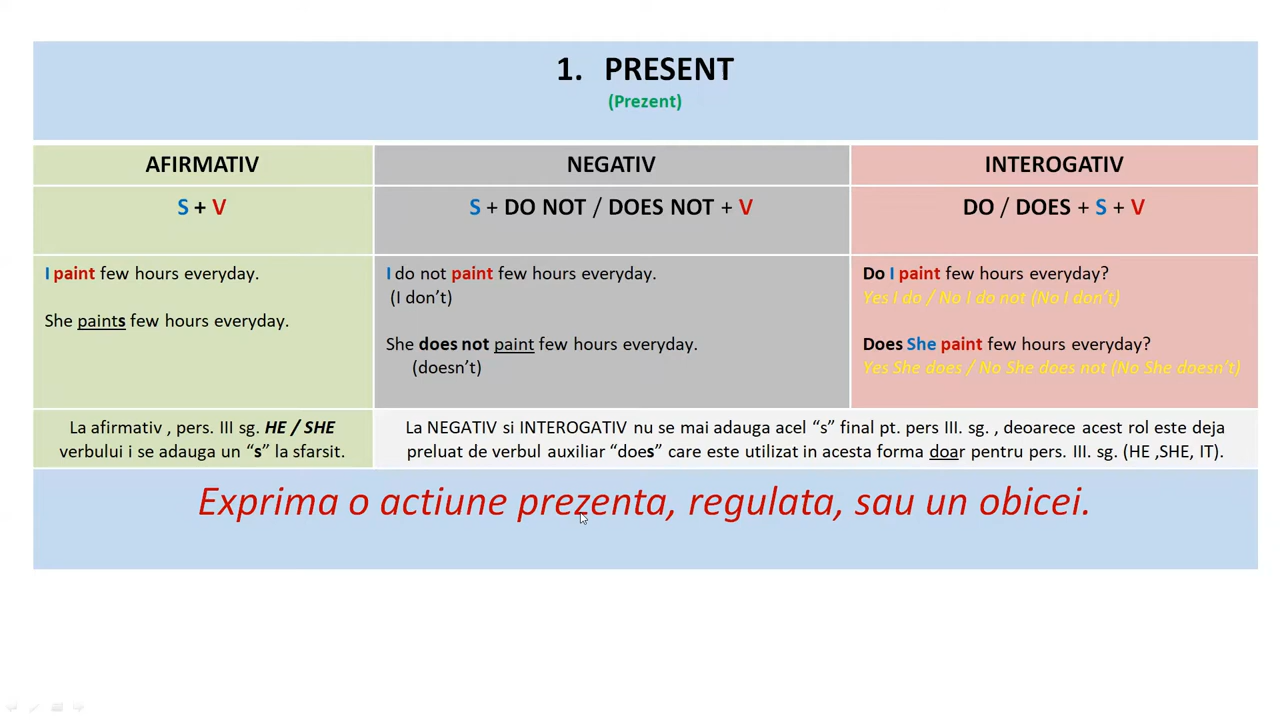 1. PRESENT
(Prezent)
AFIRMATIV
NEGATIV
INTEROGATIV
S + V
S + DO NOT / DOES NOT + V
DO / DOES + S + V
I paint few hours everyday.
She paints few hours everyday.
I do not paint few hours everyday.
(I don’t)
She does not paint few hours everyday.
(doesn’t)
Do I paint few hours everyday?
Yes I do / No I do not (No I don’t)
Does She paint few hours everyday?
Yes She does / No She does not (No She doesn’t)
La afirmativ , pers. III sg. HE / SHE
verbului i se adauga un “s” la sfarsit.
La NEGATIV si INTEROGATIV nu se mai adauga acel “s” final pt. pers III. sg. , deoarece acest rol este deja
preluat de verbul auxiliar “does” care este utilizat in acesta forma doar pentru pers. III. sg. (HE ,SHE, IT).
Exprima o actiune prezenta, regulata, sau un obicei.